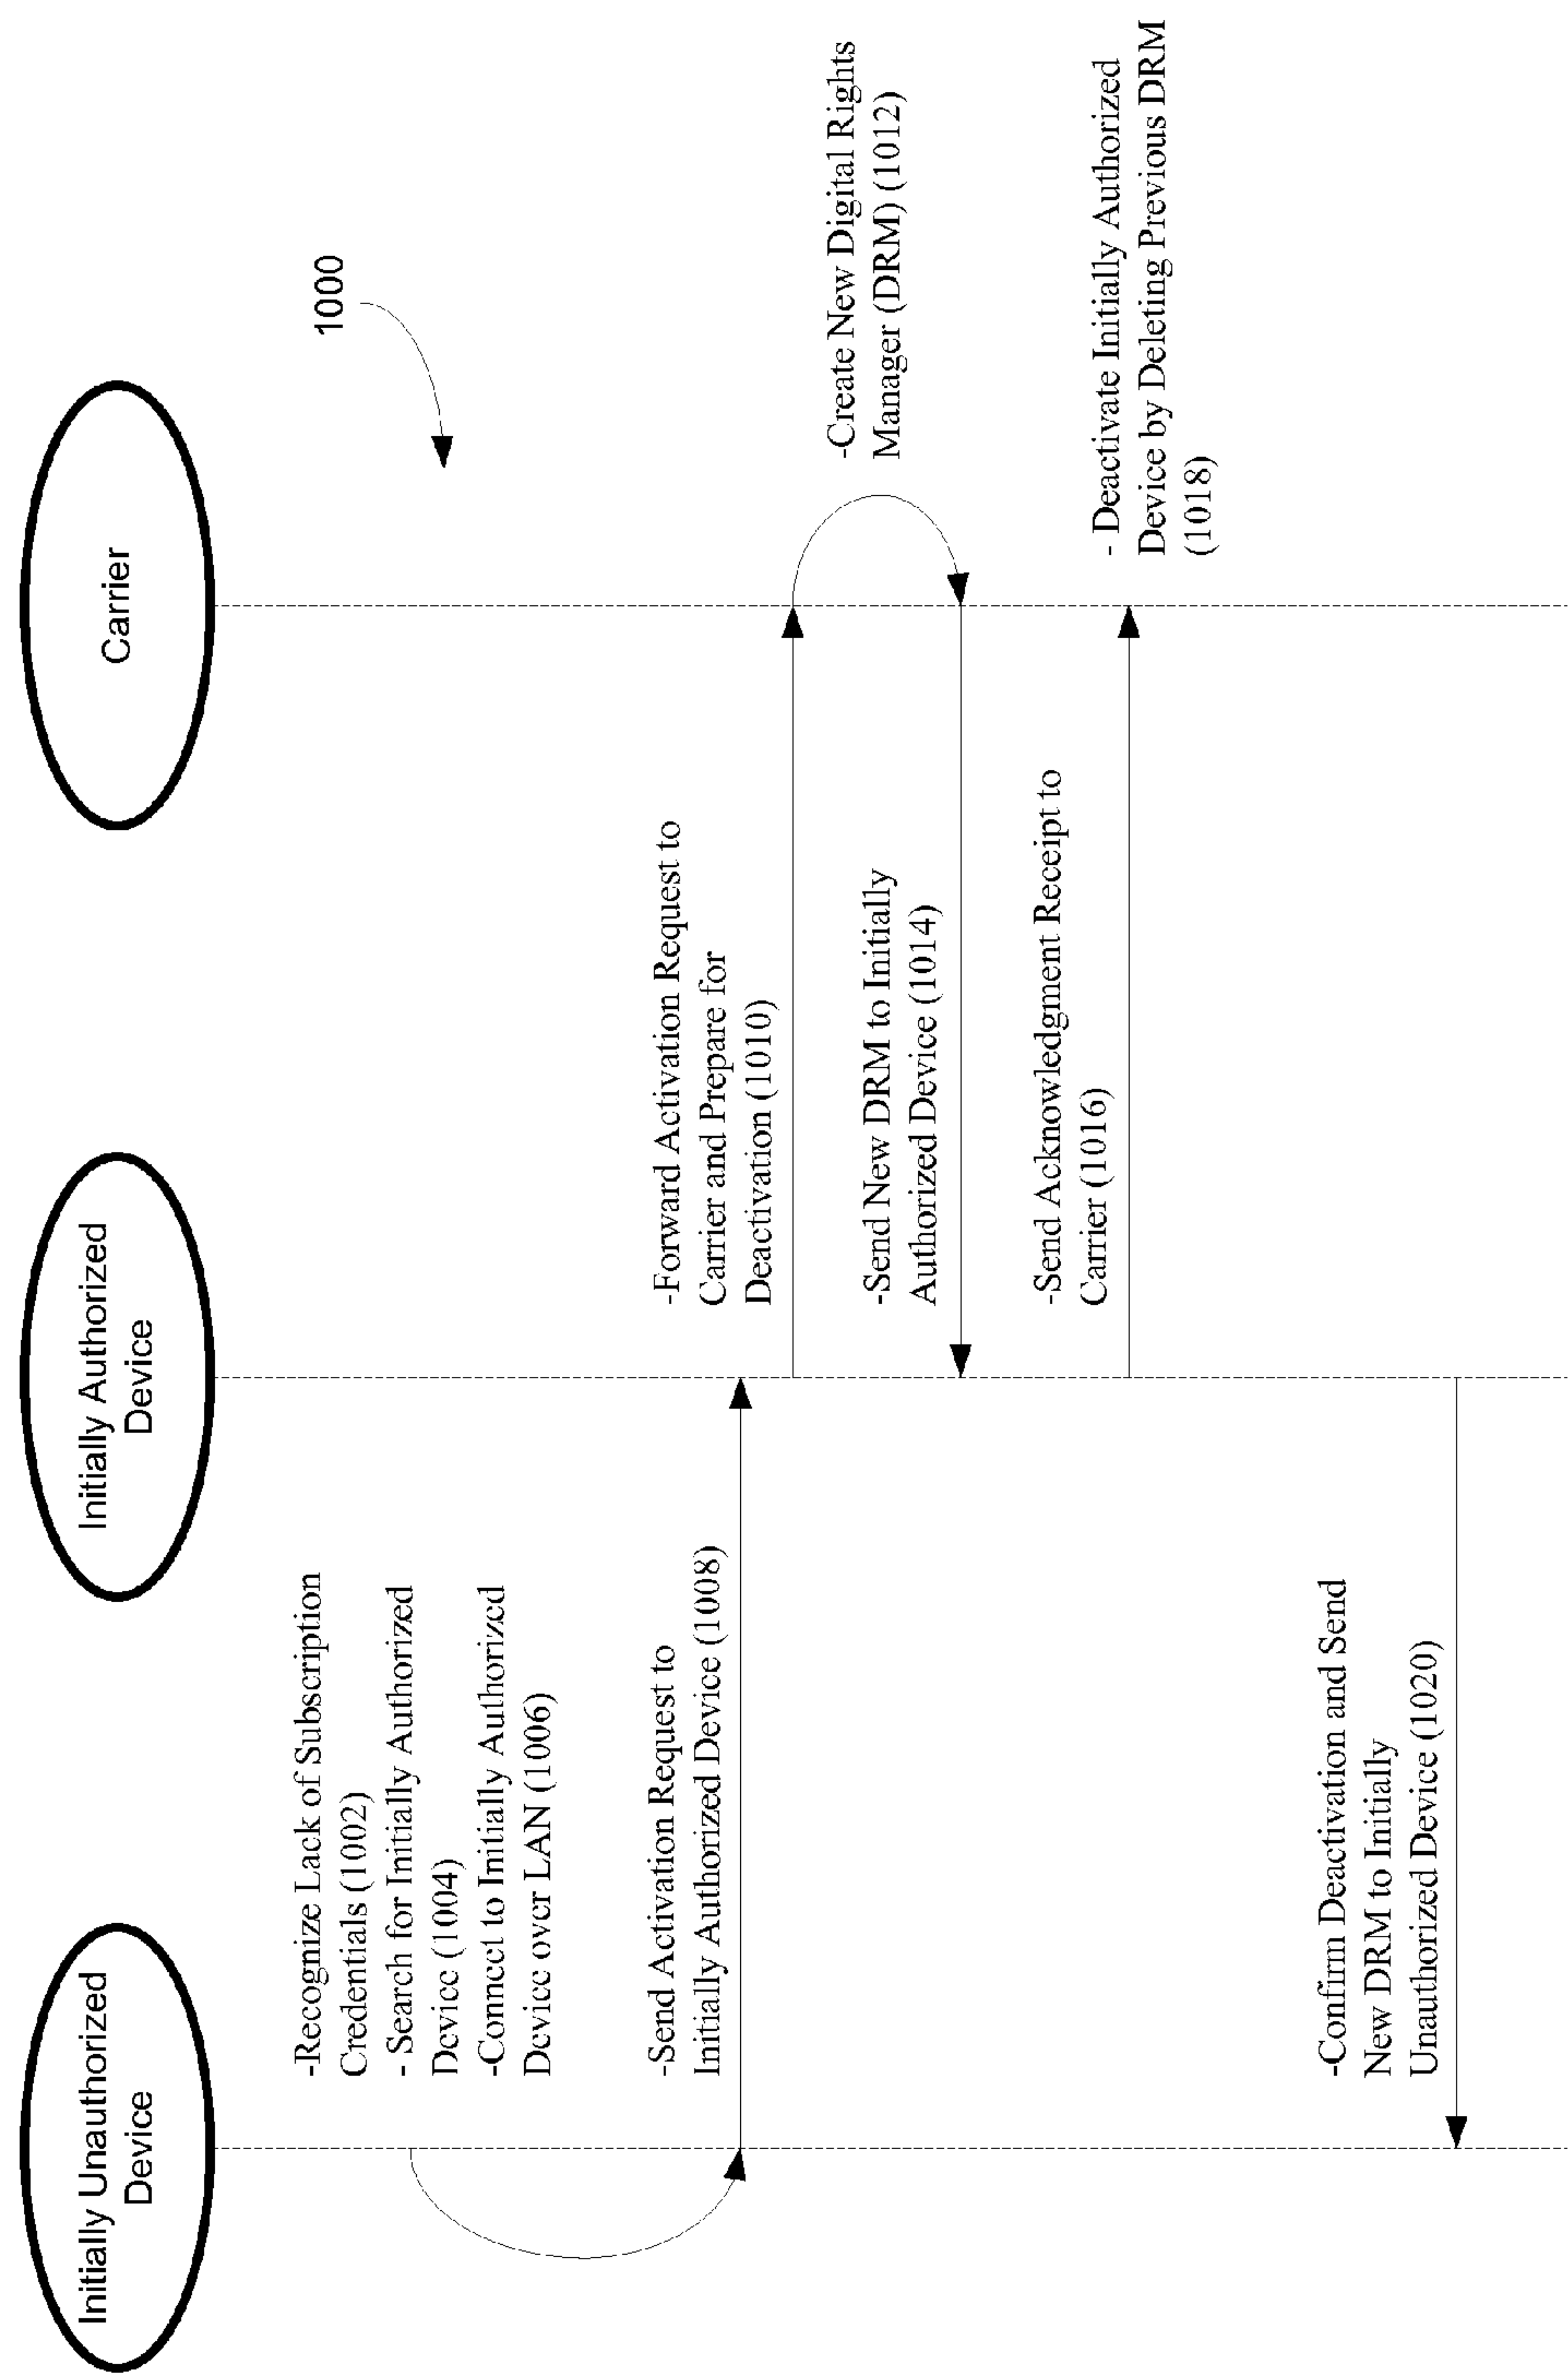 Initially Unauthorized
Device
Initially Authorized
Device
Carrier
1000
-Recognize Lack of Subscription
Credentials (1002)
- Search for Initially Authorized
Device (1004)
-Connect to Initially Authorized
Device over LAN (1006)
-Send Activation Request to
Initially Authorized Device (1008)
-Forward Activation Request to
Carrier and Prepare for
Deactivation (1010)
-Create New Digital Rights
Manager (DRM) (1012)
-Send New DRM to Initially
Authorized Device (1014)
-Send Acknowledgment Receipt to
Carrier (1016)
- Deactivate Initially Authorized
Device by Deleting Previous DRM
(1018)
-Confirm Deactivation and Send
New DRM to Initially
Unauthorized Device (1020)